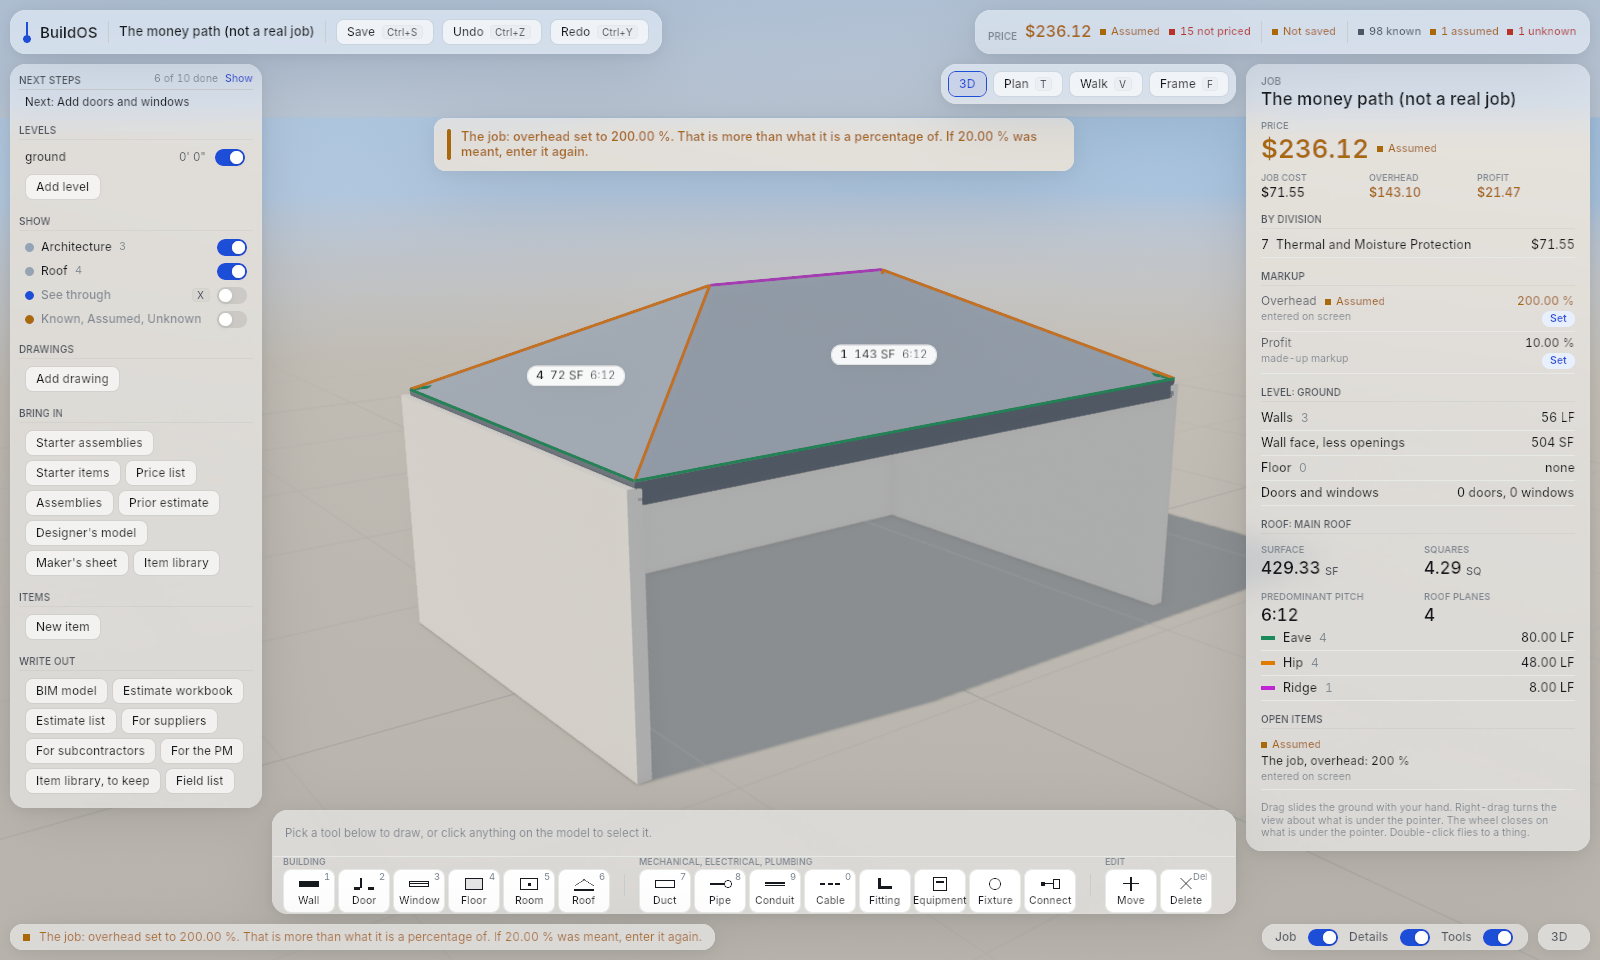 BuildOS
The money path (not a real job)
Save Ctrl+S
Undo Ctrl+Z
Redo Ctrl+Y
PRICE $236.12 Assumed 15 not priced Not saved 98 known 1 assumed 1 unknown
NEXT STEPS 6 of 10 done Show
Next: Add doors and windows
LEVELS
ground 0' 0"
Add level
SHOW
Architecture 3
Roof 4
See through X
Known, Assumed, Unknown
DRAWINGS
Add drawing
BRING IN
Starter assemblies
Starter items Price list
Assemblies Prior estimate
Designer's model
Maker's sheet Item library
ITEMS
New item
WRITE OUT
BIM model Estimate workbook
Estimate list For suppliers
For subcontractors For the PM
Item library, to keep Field list
3D Plan T Walk V Frame F
The job: overhead set to 200.00 %. That is more than what it is a percentage of. If 20.00 % was
meant, enter it again.
4 72 SF 6:12
1 143 SF 6:12
JOB
The money path (not a real job)
PRICE
$236.12 Assumed
JOB COST OVERHEAD PROFIT
$71.55 $143.10 $21.47
BY DIVISION
7 Thermal and Moisture Protection $71.55
MARKUP
Overhead Assumed 200.00 %
entered on screen Set
Profit 10.00 %
made-up markup Set
LEVEL: GROUND
Walls 3 56 LF
Wall face, less openings 504 SF
Floor 0 none
Doors and windows 0 doors, 0 windows
ROOF: MAIN ROOF
SURFACE SQUARES
429.33 SF 4.29 SQ
PREDOMINANT PITCH ROOF PLANES
6:12 4
Eave 4 80.00 LF
Hip 4 48.00 LF
Ridge 1 8.00 LF
OPEN ITEMS
Assumed
The job, overhead: 200 %
entered on screen
Drag slides the ground with your hand. Right-drag turns the
view about what is under the pointer. The wheel closes on
what is under the pointer. Double-click flies to a thing.
Pick a tool below to draw, or click anything on the model to select it.
BUILDING MECHANICAL, ELECTRICAL, PLUMBING EDIT
1 2 3 4 5 6 7 8 9 0 Del
Wall Door Window Floor Room Roof Duct Pipe Conduit Cable Fitting Equipment Fixture Connect Move Delete
The job: overhead set to 200.00 %. That is more than what it is a percentage of. If 20.00 % was meant, enter it again.
Job Details Tools 3D